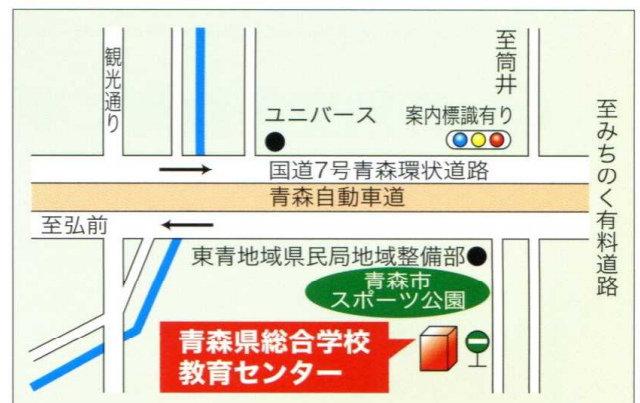 観光通り
至筒井
ユニバース
案内標識有り
至みちのく有料道路
国道7号青森環状道路
青森自動車道
至弘前
東青地域県民局地域整備部
青森市
スポーツ公園
青森県総合学校
教育センター